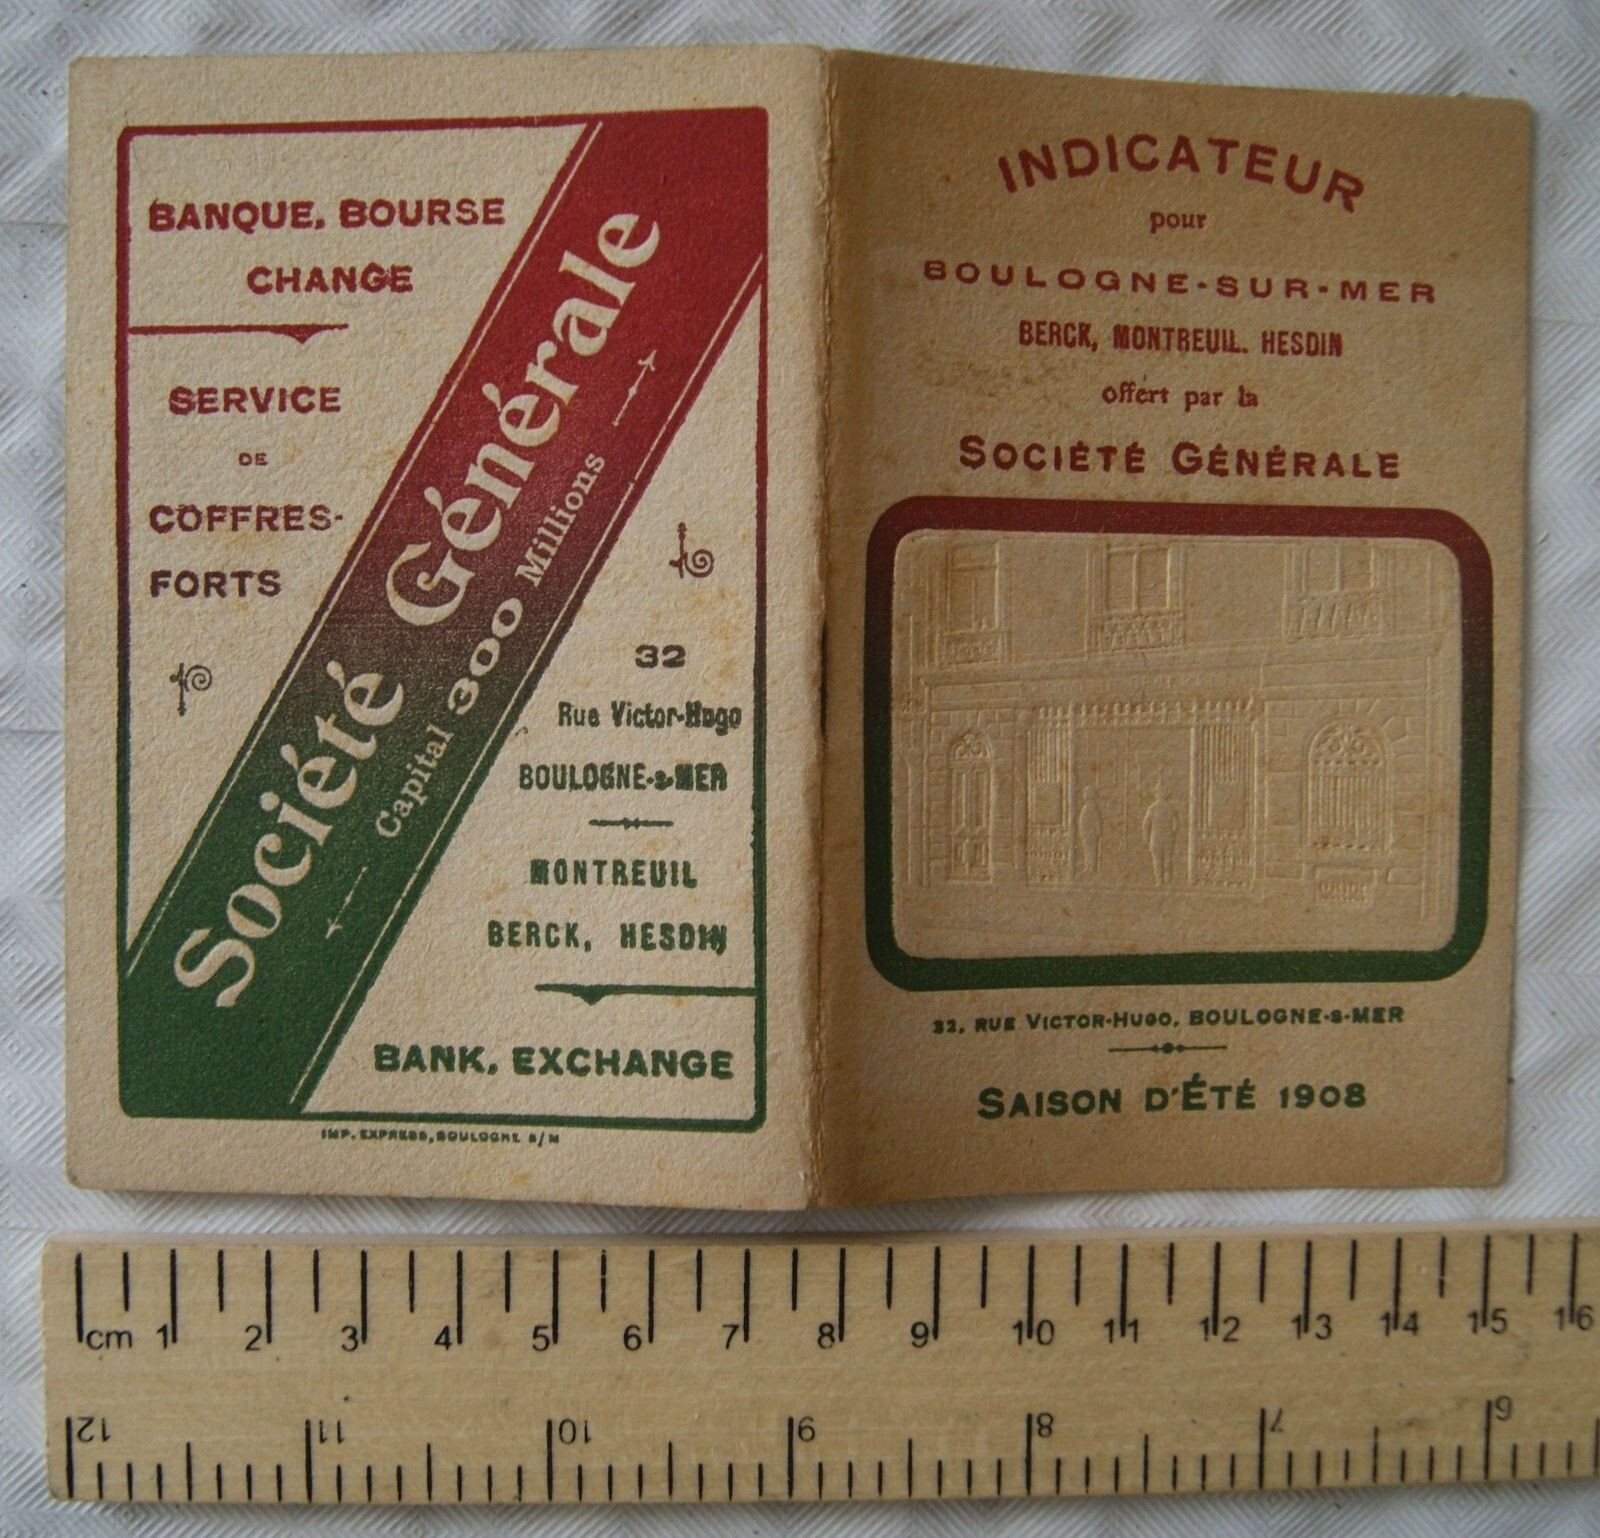 BANQUE, BOURSE
CHANGE
SERVICE
DE
COFFRES-
FORTS
Société Générale
Capital 300 Millions
32
Rue Victor-Hugo
BOULOGNE-s-MER
MONTREUIL
BERCK, HESDIN
BANK, EXCHANGE
IMP. EXPRESS, BOULOGNE S/M
INDICATEUR
pour
BOULOGNE-SUR-MER
BERCK, MONTREUIL. HESDIN
offert par la
SOCIÉTÉ GÉNÉRALE
32, RUE VICTOR-HUGO. BOULOGNE-S-MER
SAISON D'ÉTÉ 1908
cm 1 2 3 4 5 6 7 8 9 10 11 12 13 14 15 16
12 11 10 9 8 7 6